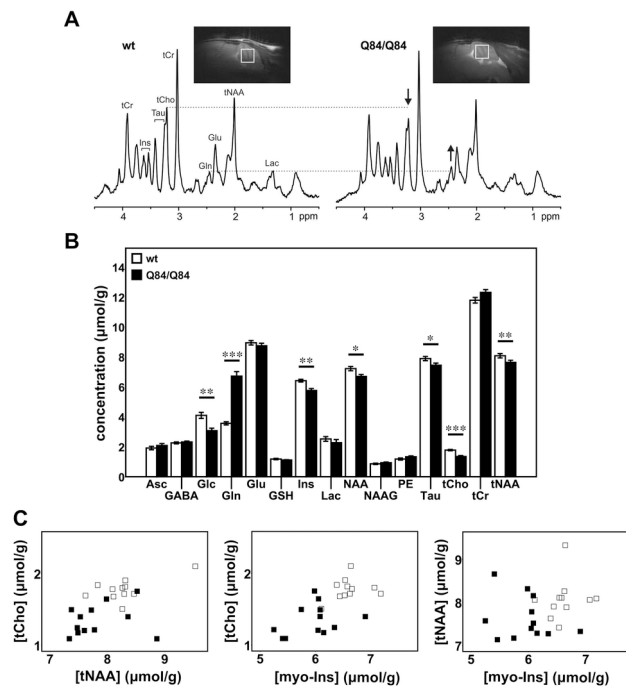 A
wt
Q84/Q84
tCr
tCho
tNAA
tCr
Tau
Ins
Glu
Gln
Lac
4 3 2 1 ppm
4 3 2 1 ppm
B
wt
Q84/Q84
concentration (μmol/g)
14
12
10
8
6
4
2
0
** *** ** * * *** **
Asc Glc Glu Ins NAA PE tCho tNAA
GABA Gln GSH Lac NAAG Tau tCr
C
[tCho] (μmol/g)
2
1
7 8 9
[tNAA] (μmol/g)
[tCho] (μmol/g)
2
1
5 6 7
[myo-Ins] (μmol/g)
[tNAA] (μmol/g)
9
8
7
5 6 7
[myo-Ins] (μmol/g)